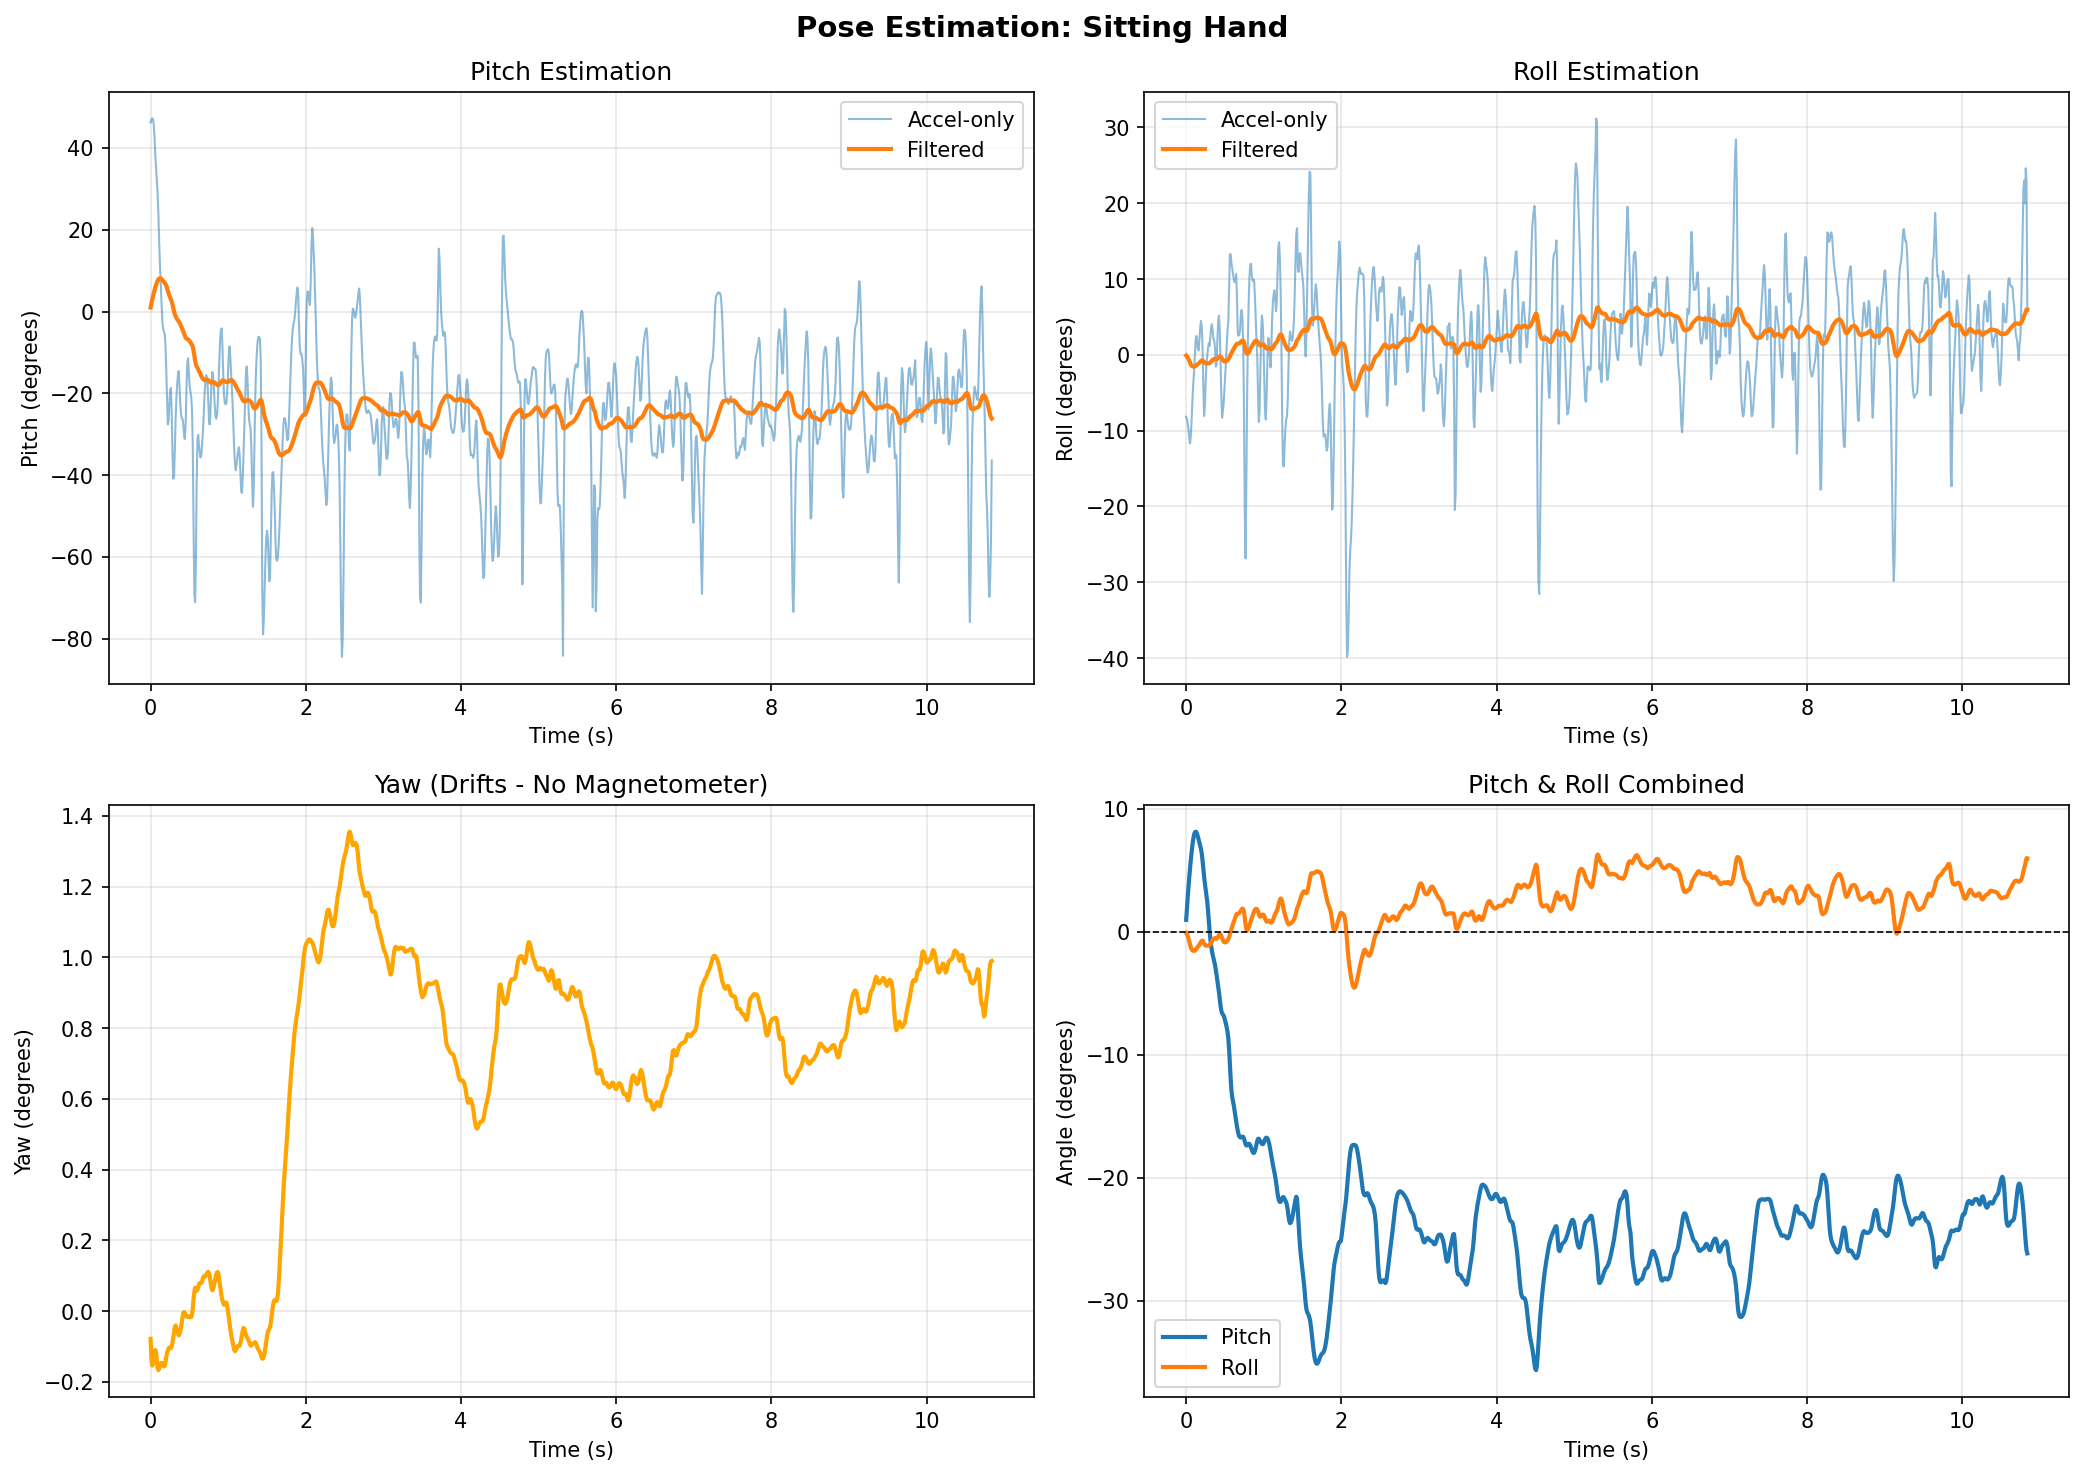 Pose Estimation: Sitting Hand
Pitch Estimation
Accel-only
Filtered
40
20
0
−20
−40
−60
−80
Pitch (degrees)
0 2 4 6 8 10
Time (s)
Roll Estimation
Accel-only
Filtered
30
20
10
0
−10
−20
−30
−40
Roll (degrees)
0 2 4 6 8 10
Time (s)
Yaw (Drifts - No Magnetometer)
1.4
1.2
1.0
0.8
0.6
0.4
0.2
0.0
−0.2
Yaw (degrees)
0 2 4 6 8 10
Time (s)
Pitch & Roll Combined
10
0
−10
−20
−30
Angle (degrees)
Pitch
Roll
0 2 4 6 8 10
Time (s)